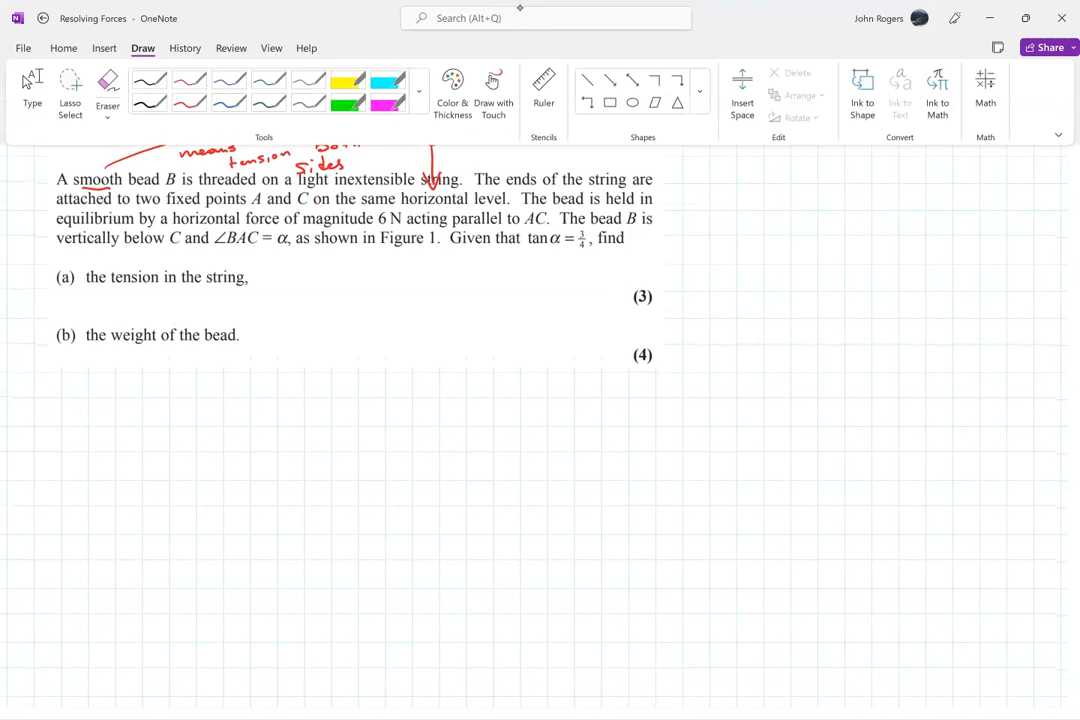 Resolving Forces - OneNote
Search (Alt+Q)
John Rogers
File Home Insert Draw History Review View Help
Share
Type
Lasso Select
Eraser
Color & Thickness
Draw with Touch
Ruler
Insert Space
Delete
Arrange
Rotate
Ink to Shape
Ink to Text
Ink to Math
Math
Tools
Stencils
Shapes
Edit
Convert
Math
means
tension
sides
A smooth bead B is threaded on a light inextensible string. The ends of the string are
attached to two fixed points A and C on the same horizontal level. The bead is held in
equilibrium by a horizontal force of magnitude 6 N acting parallel to AC. The bead B is
vertically below C and ∠BAC = α, as shown in Figure 1. Given that tan α = 3/4, find
(a) the tension in the string,
(3)
(b) the weight of the bead.
(4)